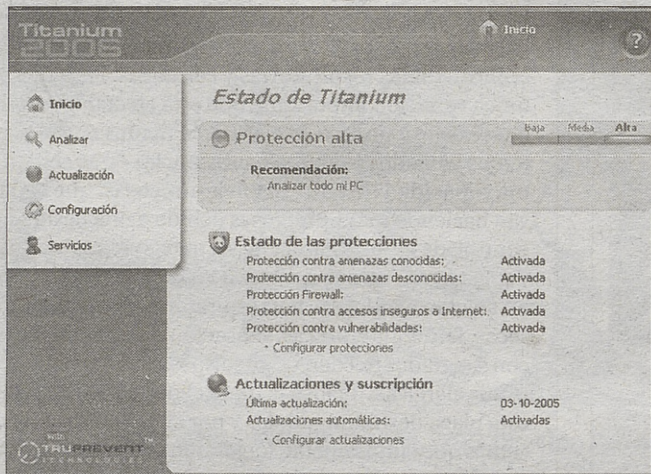 Titanium
2006
Inicio
?
Inicio
Analizar
Actualización
Configuración
Servicios
Estado de Titanium
Protección alta
Baja Media Alta
Recomendación:
Analizar todo mi PC
Estado de las protecciones
Protección contra amenazas conocidas: Activada
Protección contra amenazas desconocidas: Activada
Protección Firewall: Activada
Protección contra accesos inseguros a Internet: Activada
Protección contra vulnerabilidades: Activada
· Configurar protecciones
Actualizaciones y suscripción
Última actualización: 03-10-2005
Actualizaciones automáticas: Activadas
· Configurar actualizaciones
with
TRUPREVENT™
TECHNOLOGIES